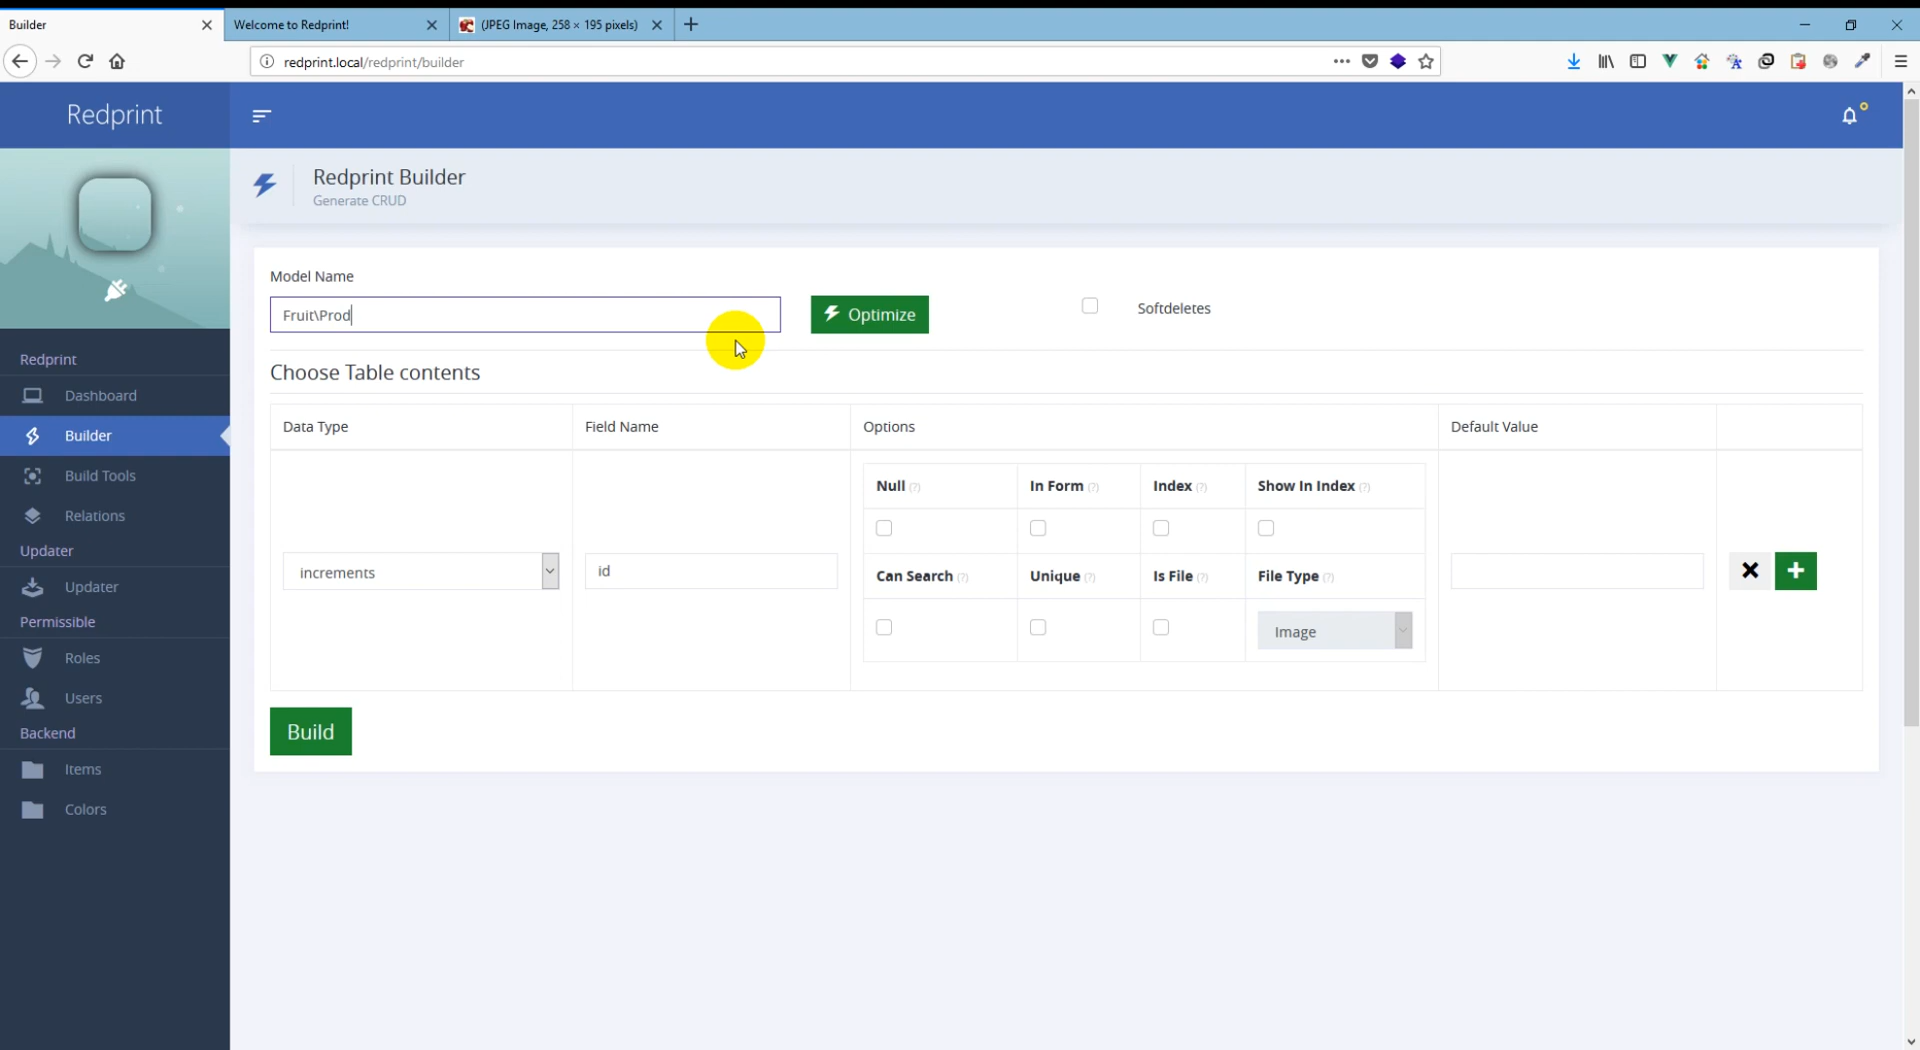 Builder
Welcome to Redprint!
(JPEG Image, 258 × 195 pixels)
redprint.local/redprint/builder
Redprint
Redprint Builder
Generate CRUD
Model Name
Fruit\Prod
Optimize
Softdeletes
Choose Table contents
Data Type
Field Name
Options
Default Value
Null (?)
In Form (?)
Index (?)
Show In Index (?)
increments
id
Can Search (?)
Unique (?)
Is File (?)
File Type (?)
Image
Build
Redprint
Dashboard
Builder
Build Tools
Relations
Updater
Updater
Permissible
Roles
Users
Backend
Items
Colors